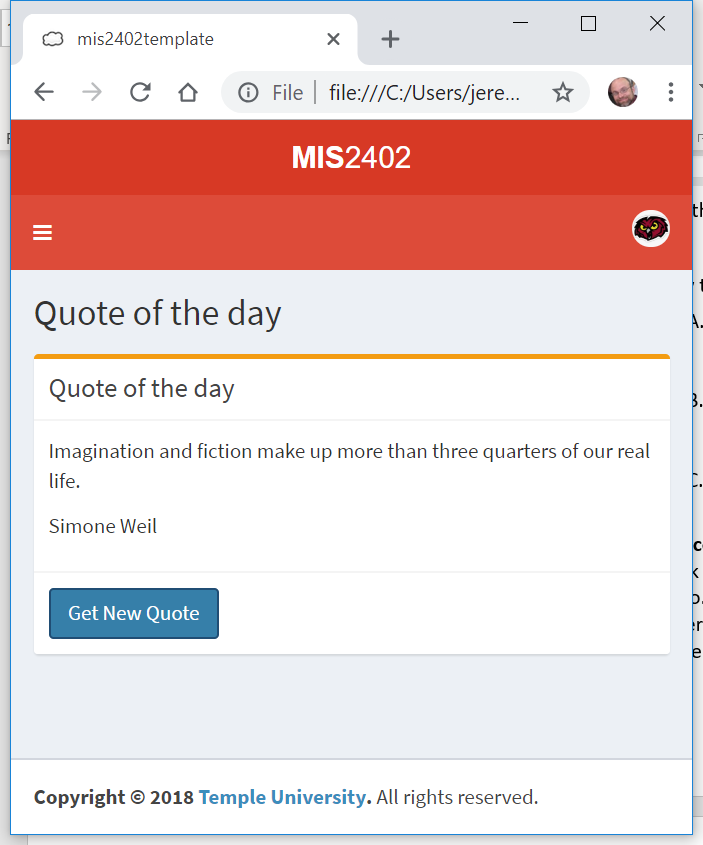 mis2402template
File file:///C:/Users/jere...
MIS2402
Quote of the day
Quote of the day
Imagination and fiction make up more than three quarters of our real
life.
Simone Weil
Get New Quote
Copyright © 2018 Temple University. All rights reserved.